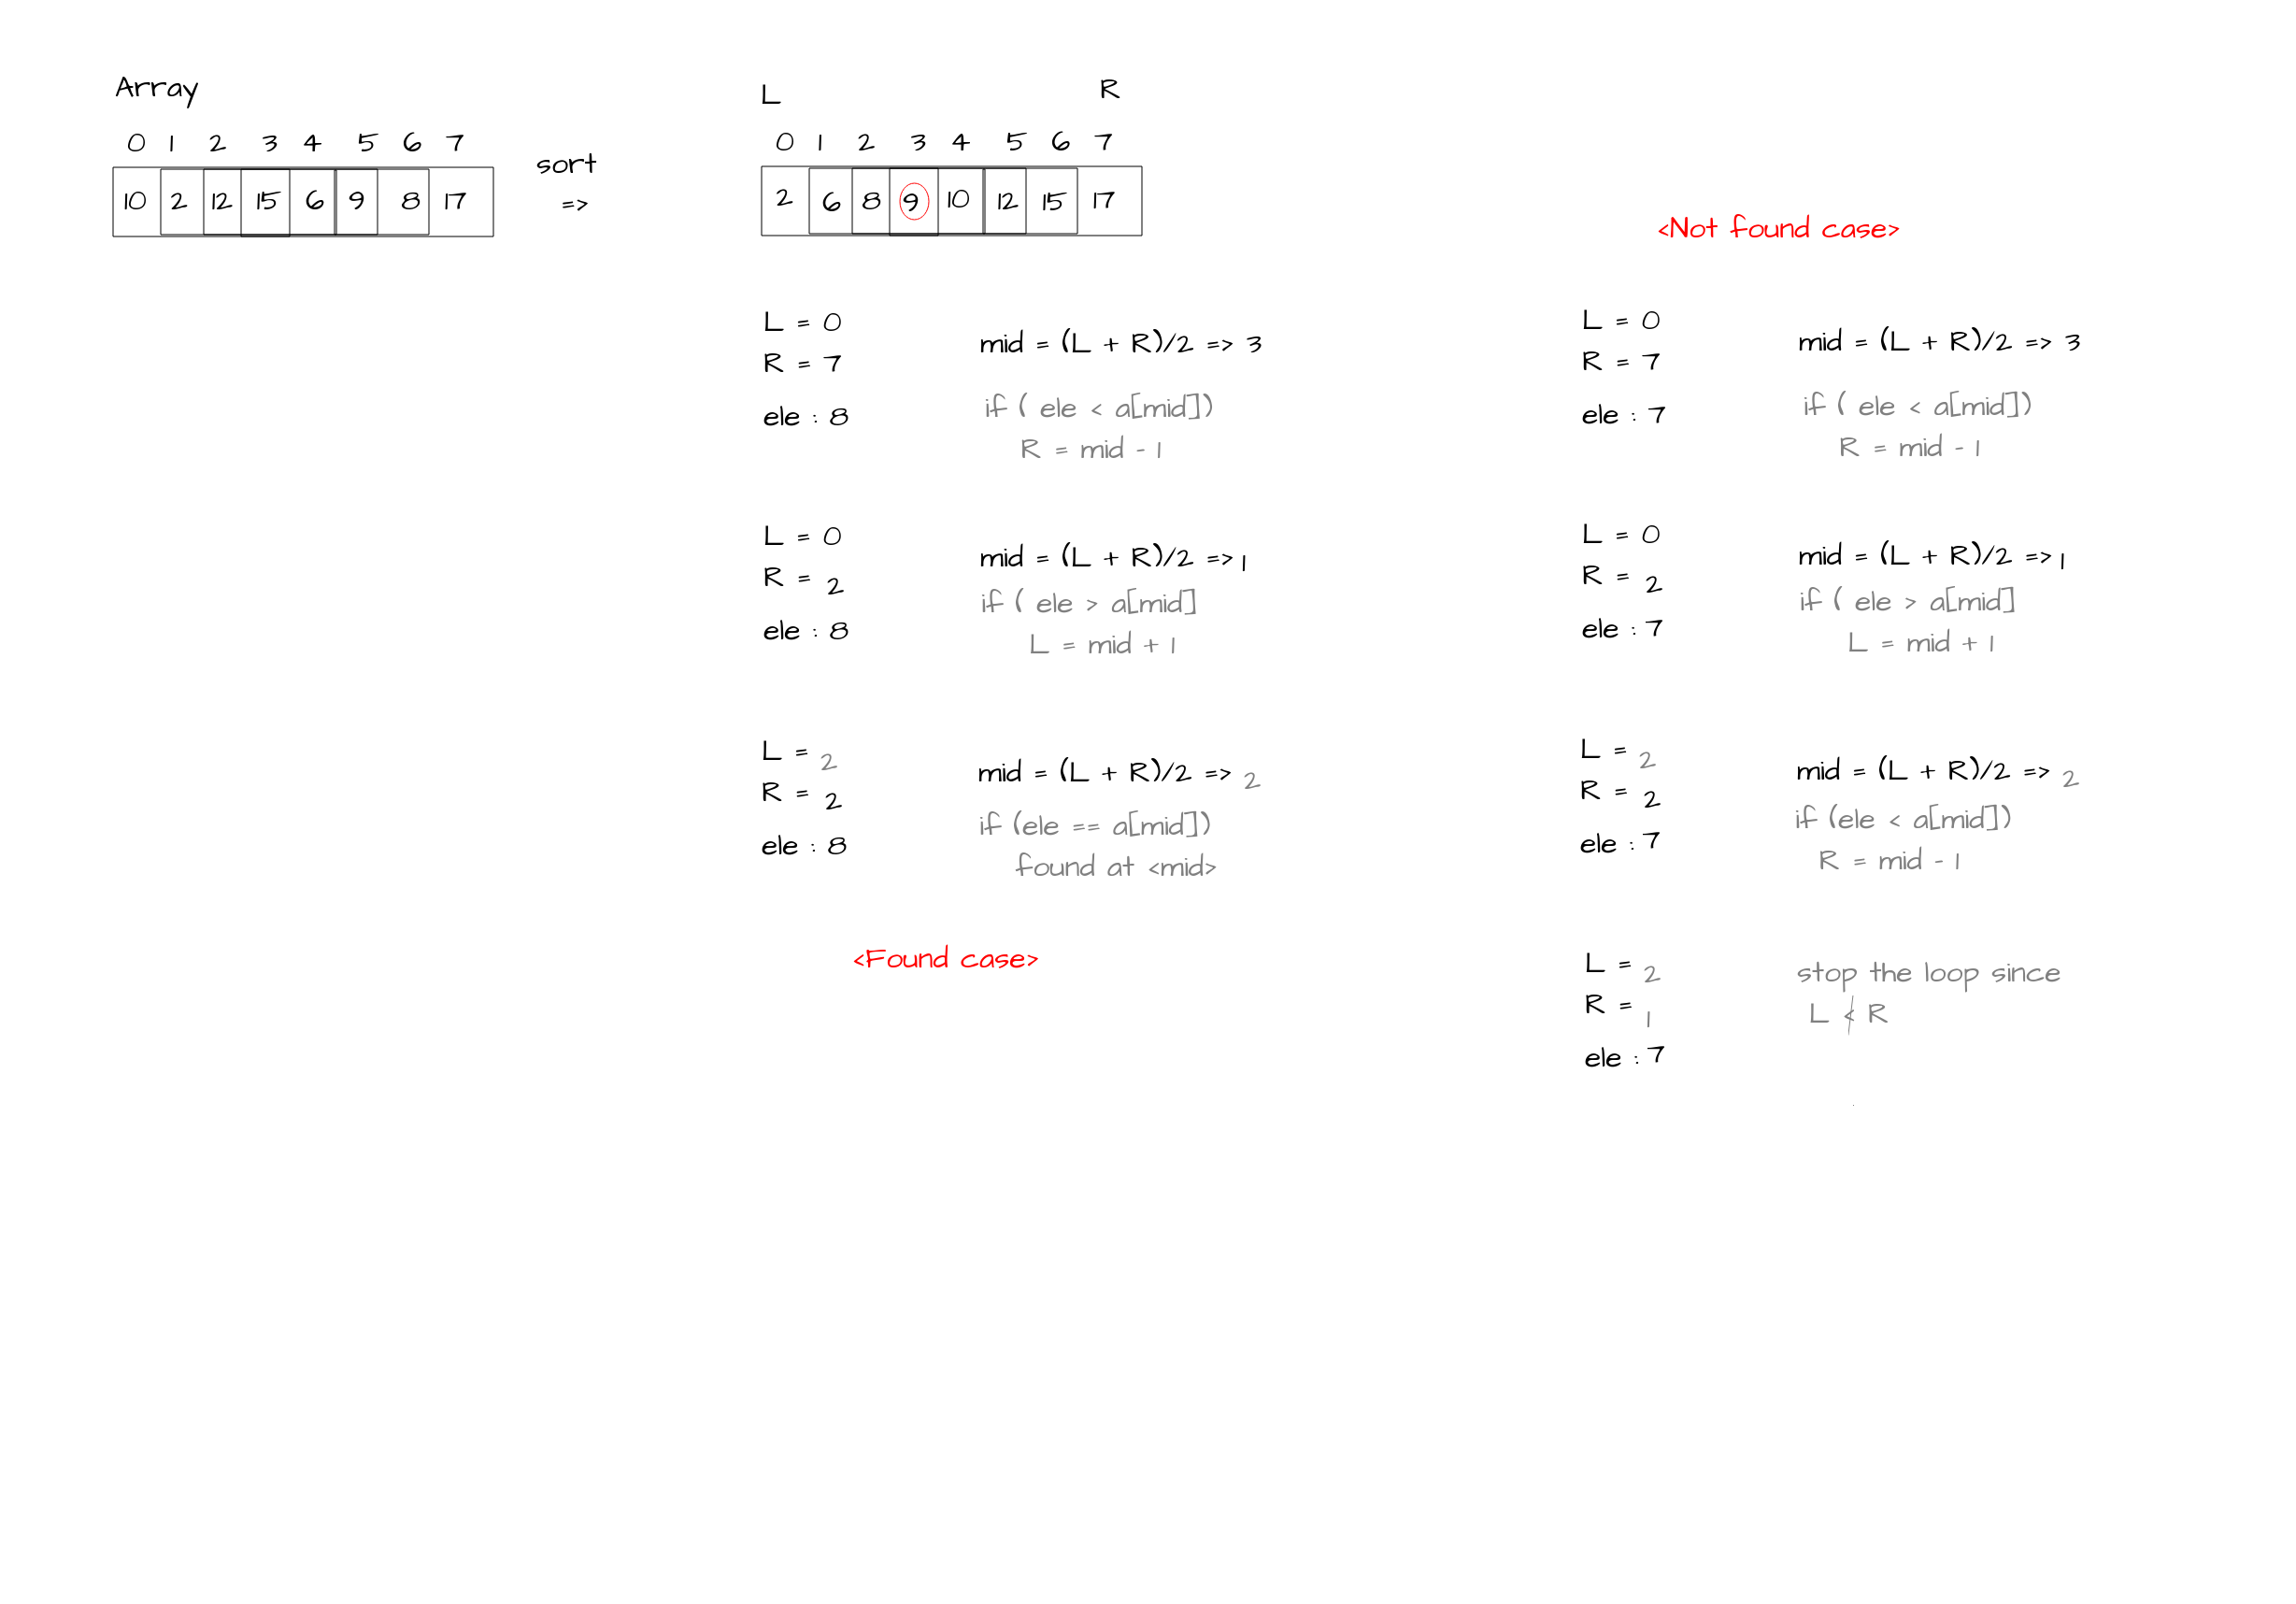 Array
0 1 2 3 4 5 6 7
10 2 12 15 6 9 8 17
sort
=>
L R
0 1 2 3 4 5 6 7
2 6 8 9 10 12 15 17
L = 0
R = 7
ele : 8
mid = (L + R)/2 => 3
if ( ele < a[mid])
R = mid - 1
L = 0
R = 2
ele : 8
mid = (L + R)/2 => 1
if ( ele > a[mid]
L = mid + 1
L = 2
R = 2
ele : 8
mid = (L + R)/2 => 2
if (ele == a[mid])
found at <mid>
<Found case>
<Not found case>
L = 0
R = 7
ele : 7
mid = (L + R)/2 => 3
if ( ele < a[mid])
R = mid - 1
L = 0
R = 2
ele : 7
mid = (L + R)/2 => 1
if ( ele > a[mid]
L = mid + 1
L = 2
R = 2
ele : 7
mid = (L + R)/2 => 2
if (ele < a[mid])
R = mid - 1
L = 2
R = 1
ele : 7
stop the loop since
L ≮ R